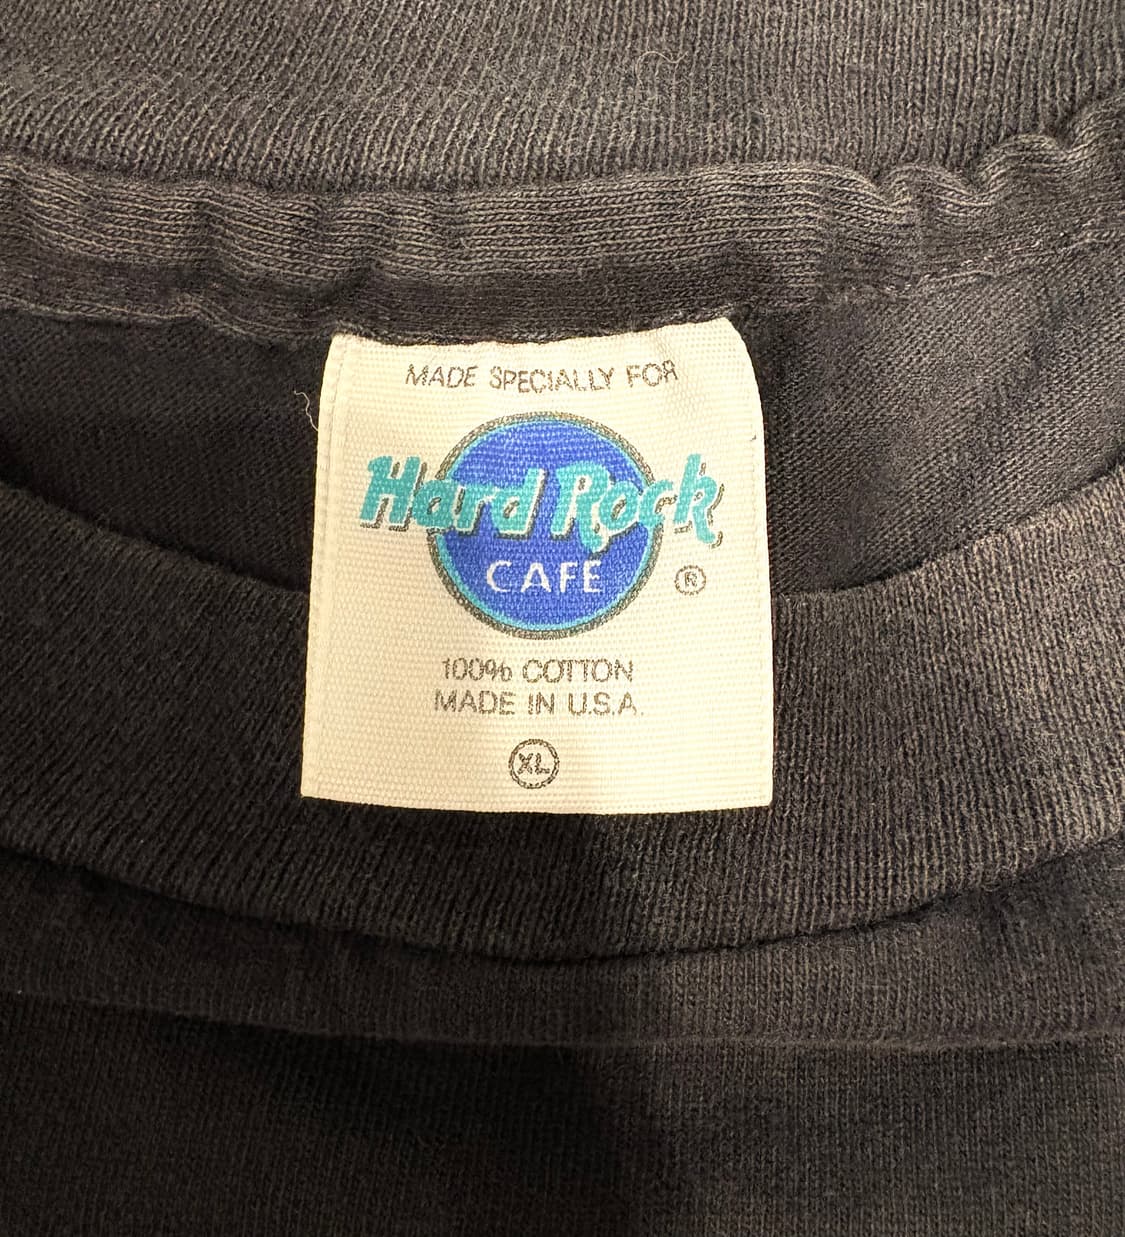 MADE SPECIALLY FOR
Hard Rock
CAFE
®
100% COTTON
MADE IN U.S.A.
XL